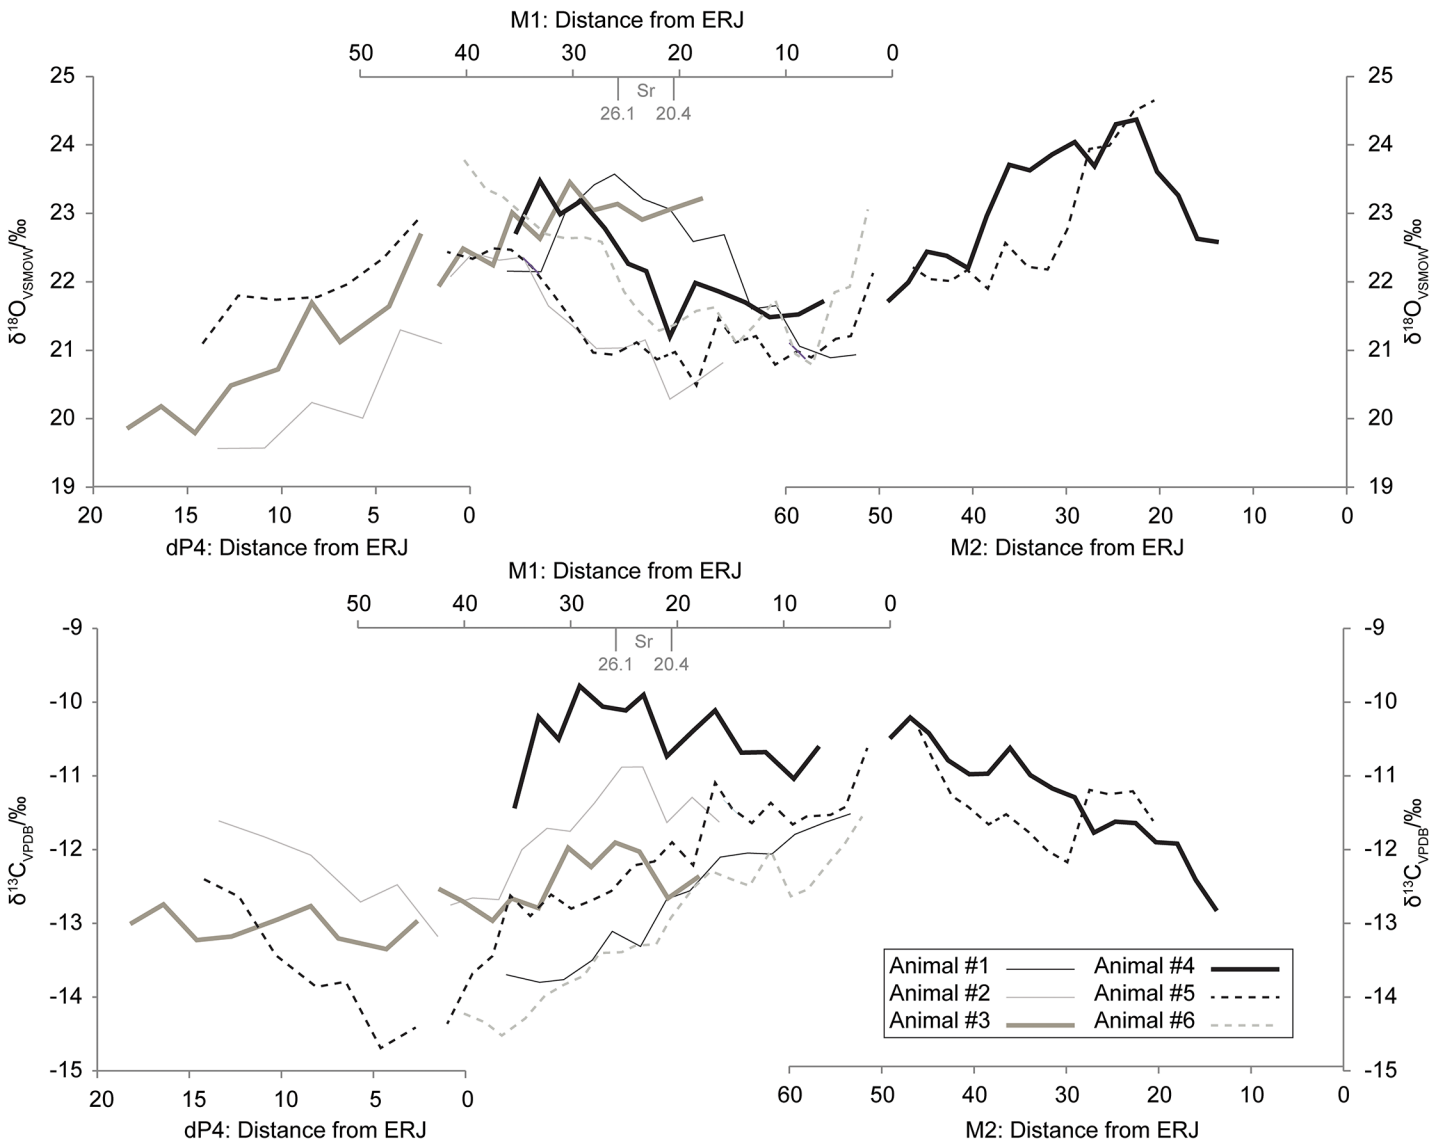 M1: Distance from ERJ
50 40 30 20 10 0
Sr
26.1 20.4
25 25
24 24
23 23
22 22
21 21
20 20
19 19
δ18OVSMOW/‰
δ18OVSMOW/‰
20 15 10 5 0 60 50 40 30 20 10 0
dP4: Distance from ERJ M2: Distance from ERJ
M1: Distance from ERJ
50 40 30 20 10 0
Sr
26.1 20.4
-9 -9
-10 -10
-11 -11
-12 -12
-13 -13
-14 -14
-15 -15
δ13CVPDB/‰
δ13CVPDB/‰
Animal #1 Animal #4
Animal #2 Animal #5
Animal #3 Animal #6
20 15 10 5 0 60 50 40 30 20 10 0
dP4: Distance from ERJ M2: Distance from ERJ